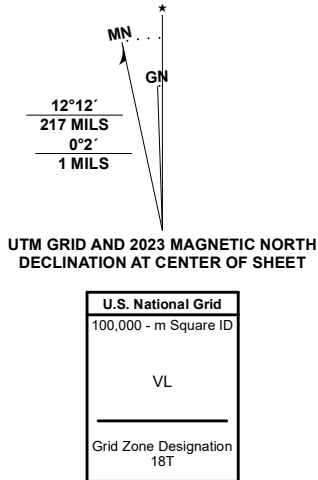 MN
GN
12°12´
217 MILS
0°2´
1 MILS
UTM GRID AND 2023 MAGNETIC NORTH
DECLINATION AT CENTER OF SHEET
U.S. National Grid
100,000 - m Square ID
VL
Grid Zone Designation
18T